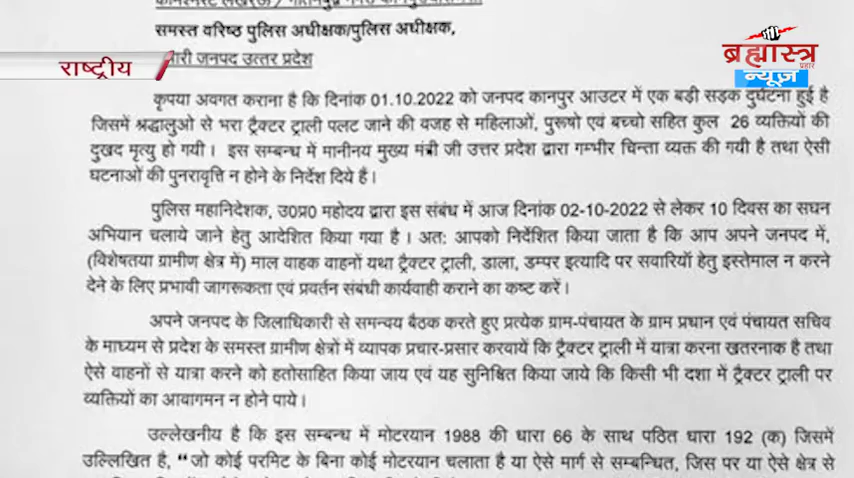 समस्त वरिष्ठ पुलिस अधीक्षक/पुलिस अधीक्षक,
जनपद उत्तर प्रदेश
राष्ट्रीय
ब्रह्मास्त्र
प्रहार
न्यूज़
कृपया अवगत कराना है कि दिनांक 01.10.2022 को जनपद कानपुर आउटर में एक बड़ी सड़क दुर्घटना हुई है
जिसमें श्रद्धालुओ से भरा ट्रैक्टर ट्राली पलट जाने की वजह से महिलाओं, पुरूषो एवं बच्चो सहित कुल 26 व्यक्तियों की
दुखद मृत्यु हो गयी। इस सम्बन्ध में मानीनय मुख्य मंत्री जी उत्तर प्रदेश द्वारा गम्भीर चिन्ता व्यक्त की गयी है तथा ऐसी
घटनाओं की पुनरावृत्ति न होने के निर्देश दिये है।
पुलिस महानिदेशक, उ0प्र0 महोदय द्वारा इस संबंध में आज दिनांक 02-10-2022 से लेकर 10 दिवस का सघन
अभियान चलाये जाने हेतु आदेशित किया गया है। अतः आपको निर्देशित किया जाता है कि आप अपने जनपद में,
(विशेषतया ग्रामीण क्षेत्र में) माल वाहक वाहनों यथा ट्रैक्टर ट्राली, डाला, डम्पर इत्यादि पर सवारियॉ हेतु इस्तेमाल न करने
देने के लिए प्रभावी जागरूकता एवं प्रवर्तन संबंधी कार्यवाही कराने का कष्ट करें।
अपने जनपद के जिलाधिकारी से समन्वय बैठक करते हुए प्रत्येक ग्राम-पंचायत के ग्राम प्रधान एवं पंचायत सचिव
के माध्यम से प्रदेश के समस्त ग्रामीण क्षेत्रों में व्यापक प्रचार-प्रसार करवायें कि ट्रैक्टर ट्राली में यात्रा करना खतरनाक है तथा
ऐसे वाहनों से यात्रा करने को हतोसाहित किया जाय एवं यह सुनिश्चित किया जाये कि किसी भी दशा में ट्रैक्टर ट्राली पर
व्यक्तियों का आवागमन न होने पाये।
उल्लेखनीय है कि इस सम्बन्ध में मोटरयान 1988 की धारा 66 के साथ पठित धारा 192 (क) जिसमें
उल्लिखित है, "जो कोई परमिट के बिना कोई मोटरयान चलाता है या ऐसे मार्ग से सम्बन्धित, जिस पर या ऐसे क्षेत्र से